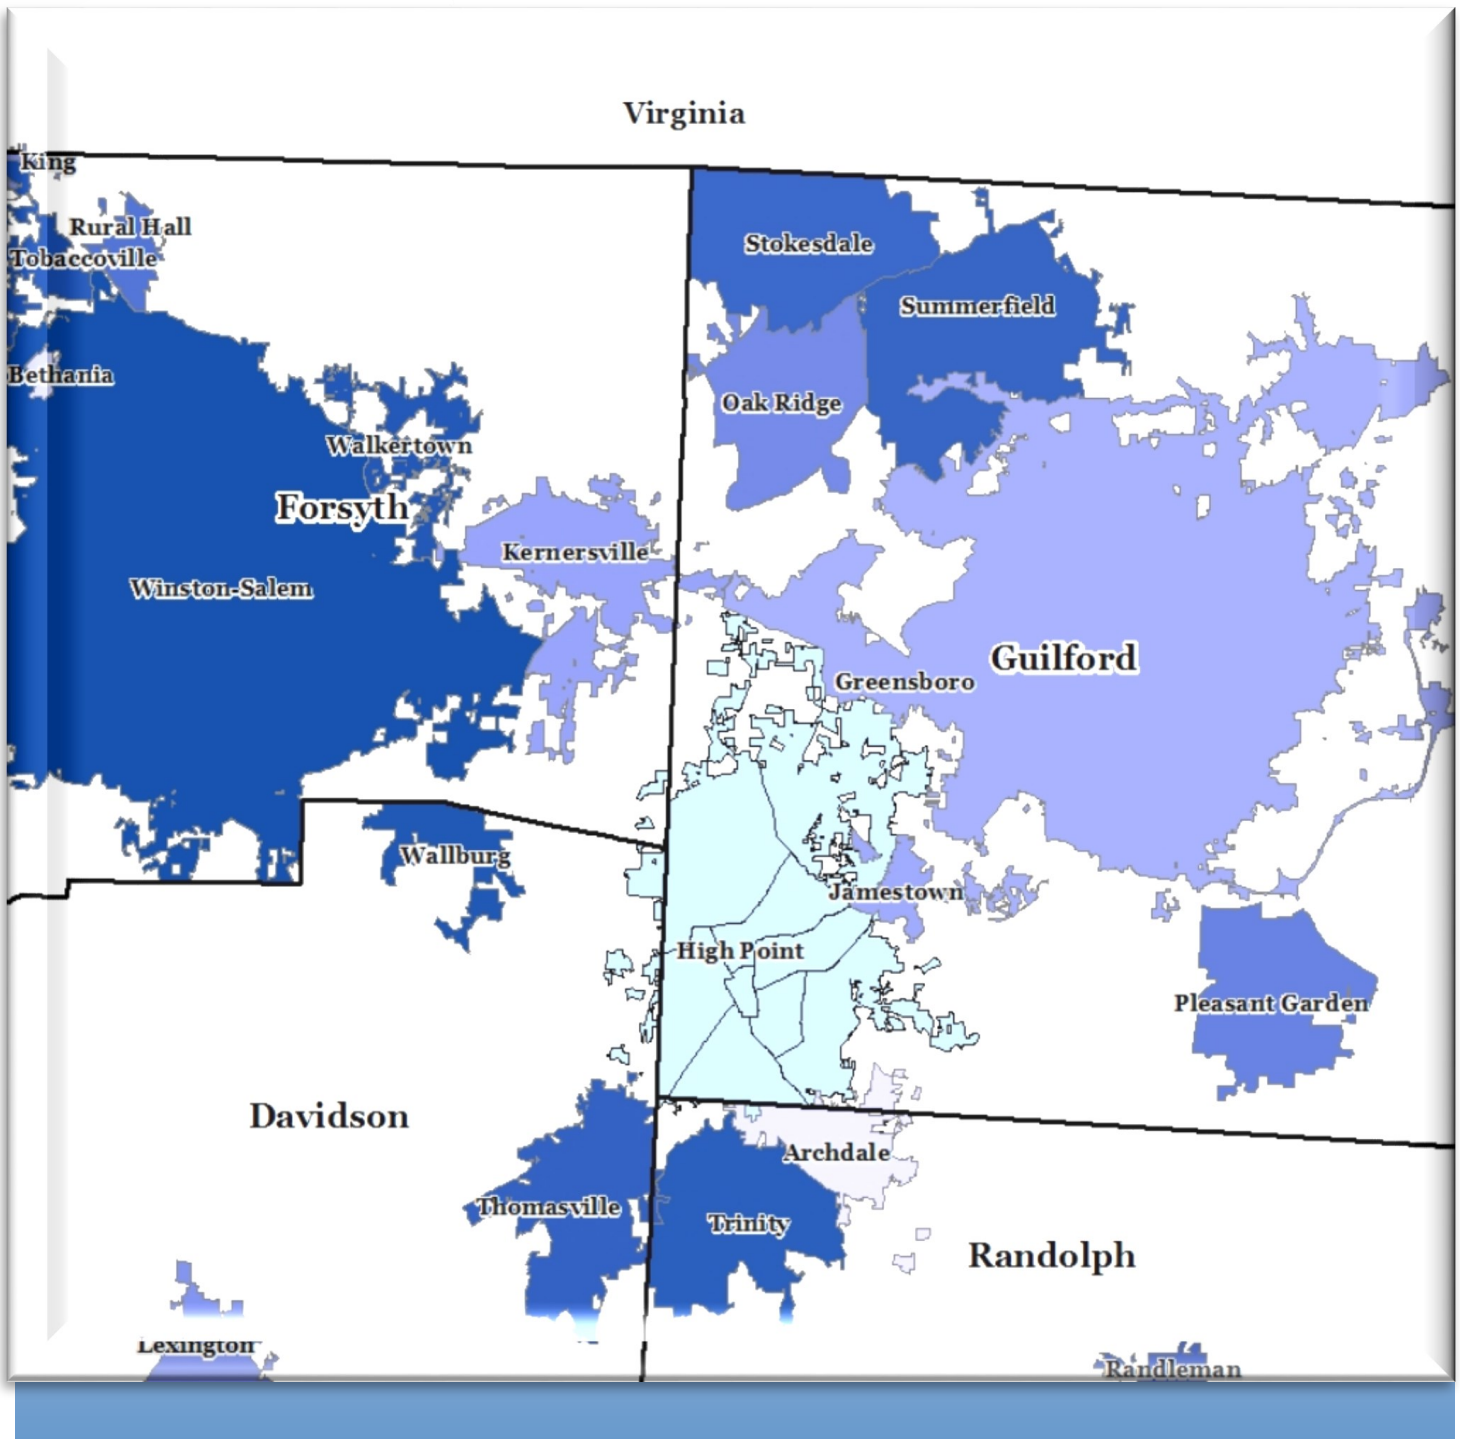 Virginia
King
Rural Hall
Stokesdale
Tobaccoville
Summerfield
Bethania
Oak Ridge
Walkertown
Forsyth
Kernersville
Winston-Salem
Guilford
Greensboro
Wallburg
Jamestown
High Point
Pleasant Garden
Davidson
Archdale
Thomasville
Trinity
Randolph
Lexington
Randleman